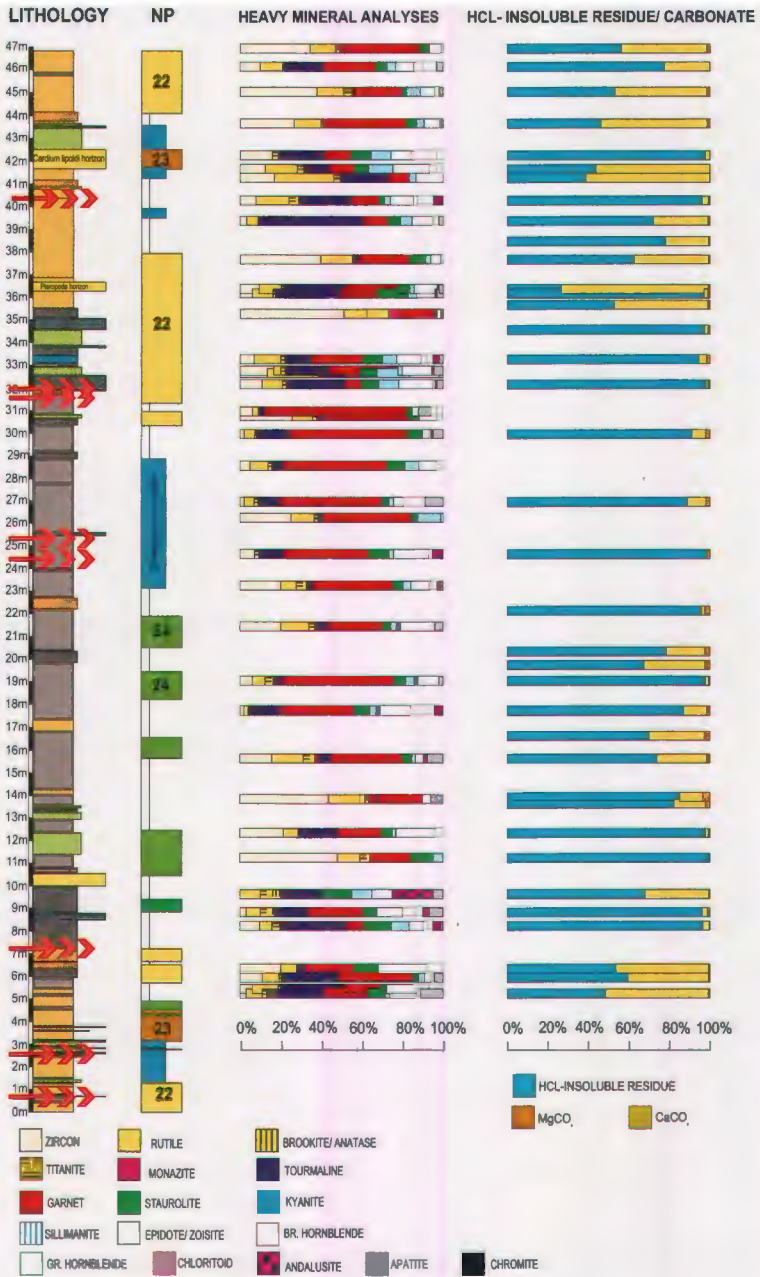 LITHOLOGY
NP
HEAVY MINERAL ANALYSES
HCL- INSOLUBLE RESIDUE/ CARBONATE
47m
46m
22
45m
44m
43m
Cardium lipoldi horizon
42m
23
41m
40m
39m
38m
37m
Pteropods horizon
36m
22
35m
34m
33m
32m
31m
30m
29m
28m
27m
26m
25m
24m
23m
22m
21m
24
20m
19m
24
18m
17m
16m
15m
14m
13m
12m
11m
10m
9m
8m
7m
6m
5m
4m
23
3m
2m
1m
22
0m
0% 20% 40% 60% 80% 100%
0% 20% 40% 60% 80% 100%
HCL-INSOLUBLE RESIDUE
MgCO,
CaCO,
ZIRCON
RUTILE
BROOKITE/ ANATASE
TITANITE
MONAZITE
TOURMALINE
GARNET
STAUROLITE
KYANITE
SILLIMANITE
EPIDOTE/ ZOISITE
BR. HORNBLENDE
GR. HORNBLENDE
CHLORITOID
ANDALUSITE
APATITE
CHROMITE